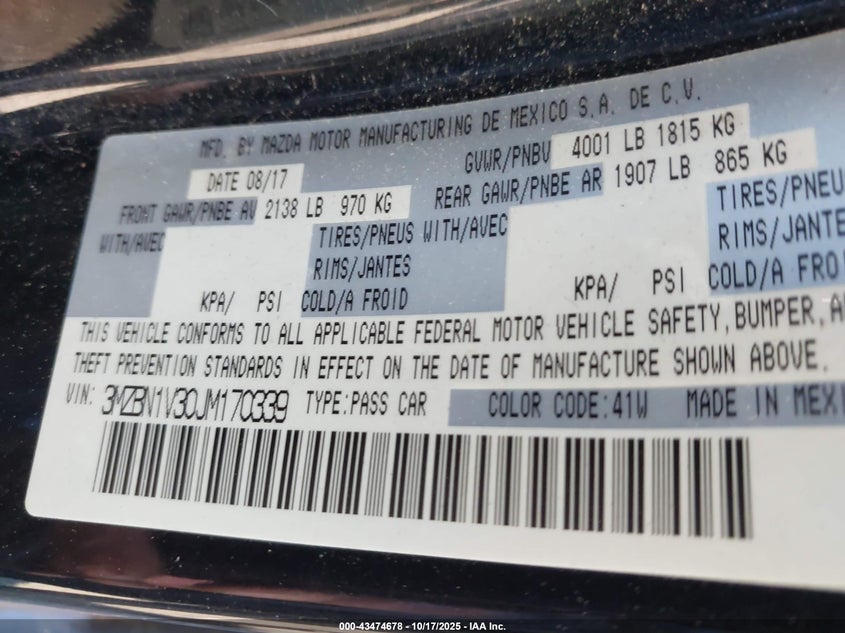 MFD. BY MAZDA MOTOR MANUFACTURING DE MEXICO S.A. DE C.V.
DATE 08/17 GVWR/PNBV 4001 LB 1815 KG
FRONT GAWR/PNBE AV 2138 LB 970 KG REAR GAWR/PNBE AR 1907 LB 865 KG
WITH/AVEC TIRES/PNEUS WITH/AVEC TIRES/PNEU
RIMS/JANTES RIMS/JANTE
KPA/ PSI COLD/A FROID KPA/ PSI COLD/A FROI
THIS VEHICLE CONFORMS TO ALL APPLICABLE FEDERAL MOTOR VEHICLE SAFETY, BUMPER, A
THEFT PREVENTION STANDARDS IN EFFECT ON THE DATE OF MANUFACTURE SHOWN ABOVE.
VIN: 3MZBN1V30JM170339 TYPE:PASS CAR COLOR CODE:41W MADE IN MEXI
000-43474678 - 10/17/2025 - IAA Inc.